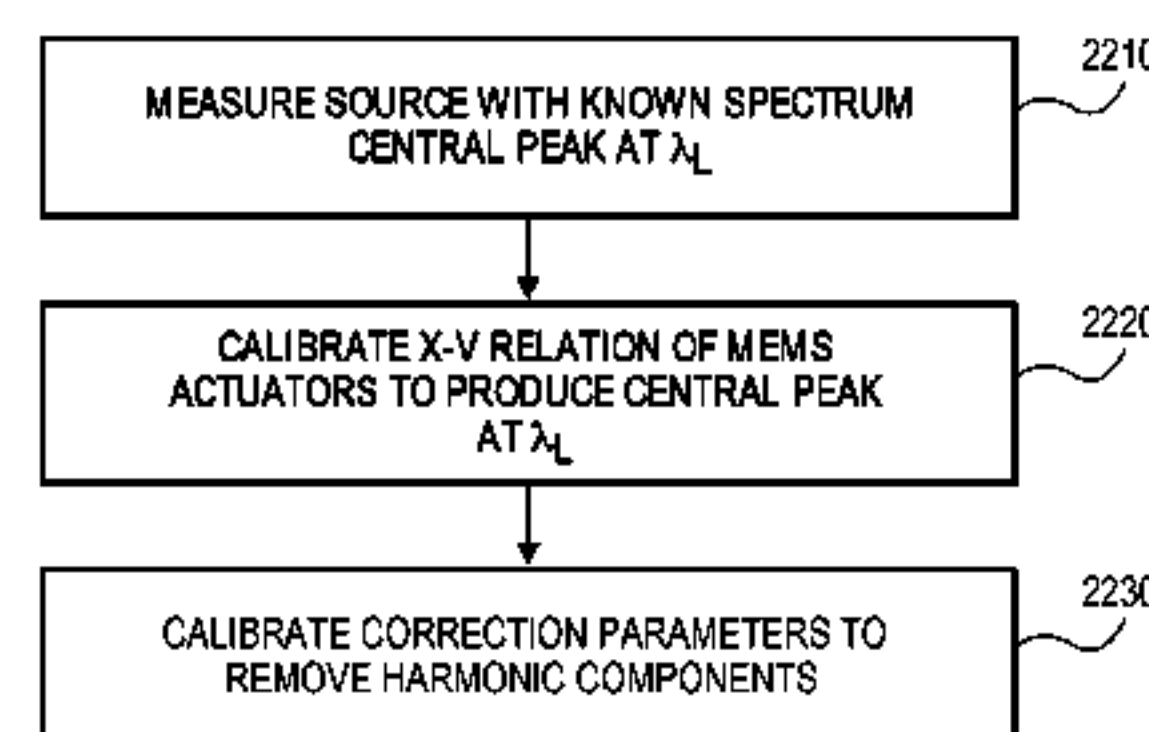 MEASURE SOURCE WITH KNOWN SPECTRUM
CENTRAL PEAK AT λL
2210
CALIBRATE X-V RELATION OF MEMS
ACTUATORS TO PRODUCE CENTRAL PEAK
AT λL
2220
CALIBRATE CORRECTION PARAMETERS TO
REMOVE HARMONIC COMPONENTS
2230